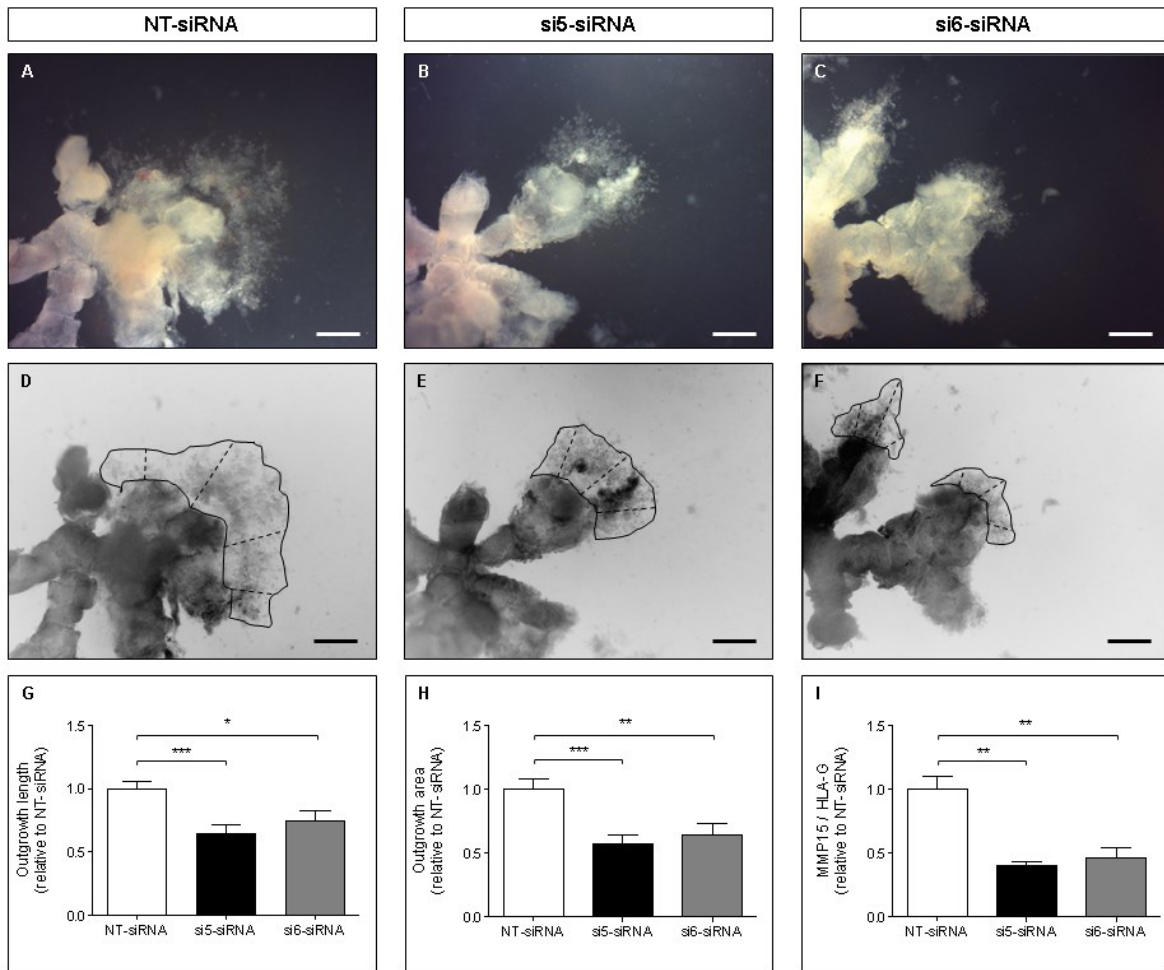 NT-siRNA
si5-siRNA
si6-siRNA
A
B
C
D
E
F
G
1.5
1.0
0.5
0.0
Outgrowth length
(relative to NT-siRNA)
*
***
NT-siRNA
si5-siRNA
si6-siRNA
H
1.5
1.0
0.5
0.0
Outgrowth area
(relative to NT-siRNA)
**
***
NT-siRNA
si5-siRNA
si6-siRNA
I
1.5
1.0
0.5
0.0
MMP15 / HLA-G
(relative to NT-siRNA)
**
**
NT-siRNA
si5-siRNA
si6-siRNA